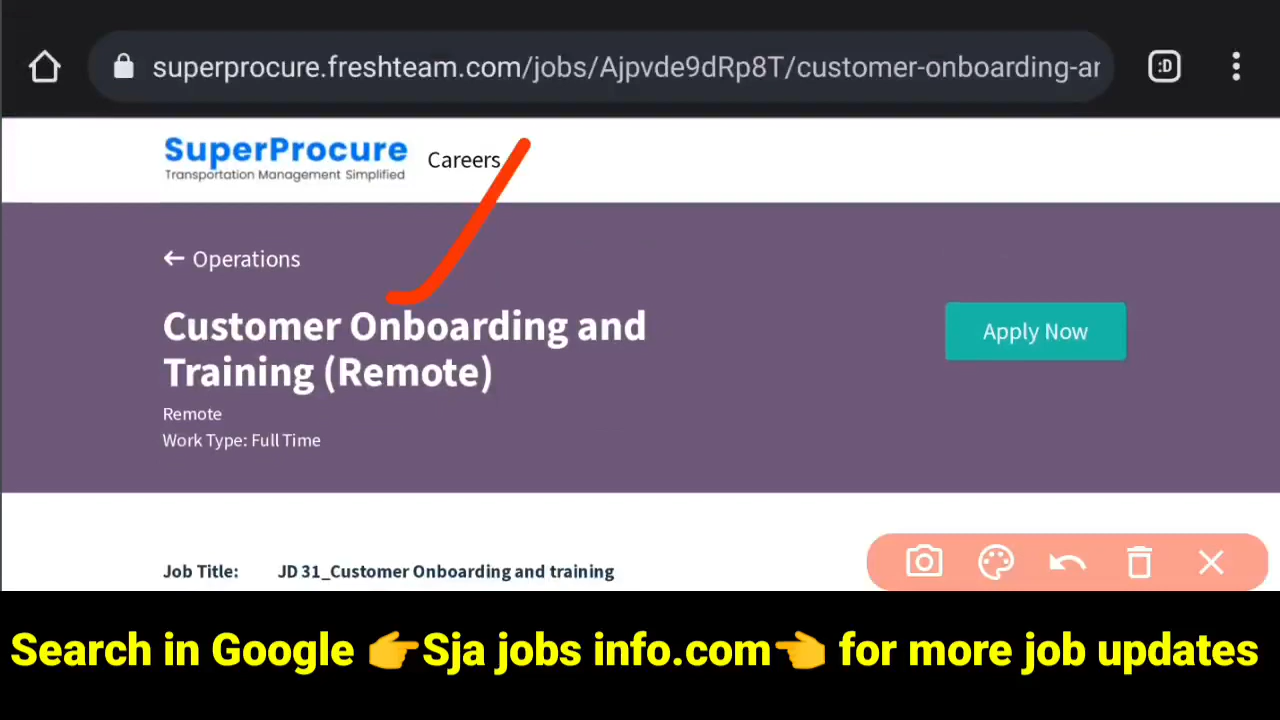 :D
superprocure.freshteam.com/jobs/Ajpvde9dRp8T/customer-onboarding-ar
SuperProcure
Transportation Management Simplified
Careers
← Operations
Customer Onboarding and
Training (Remote)
Remote
Work Type: Full Time
Apply Now
Job Title: JD 31_Customer Onboarding and training
Search in Google 👉Sja jobs info.com👈 for more job updates